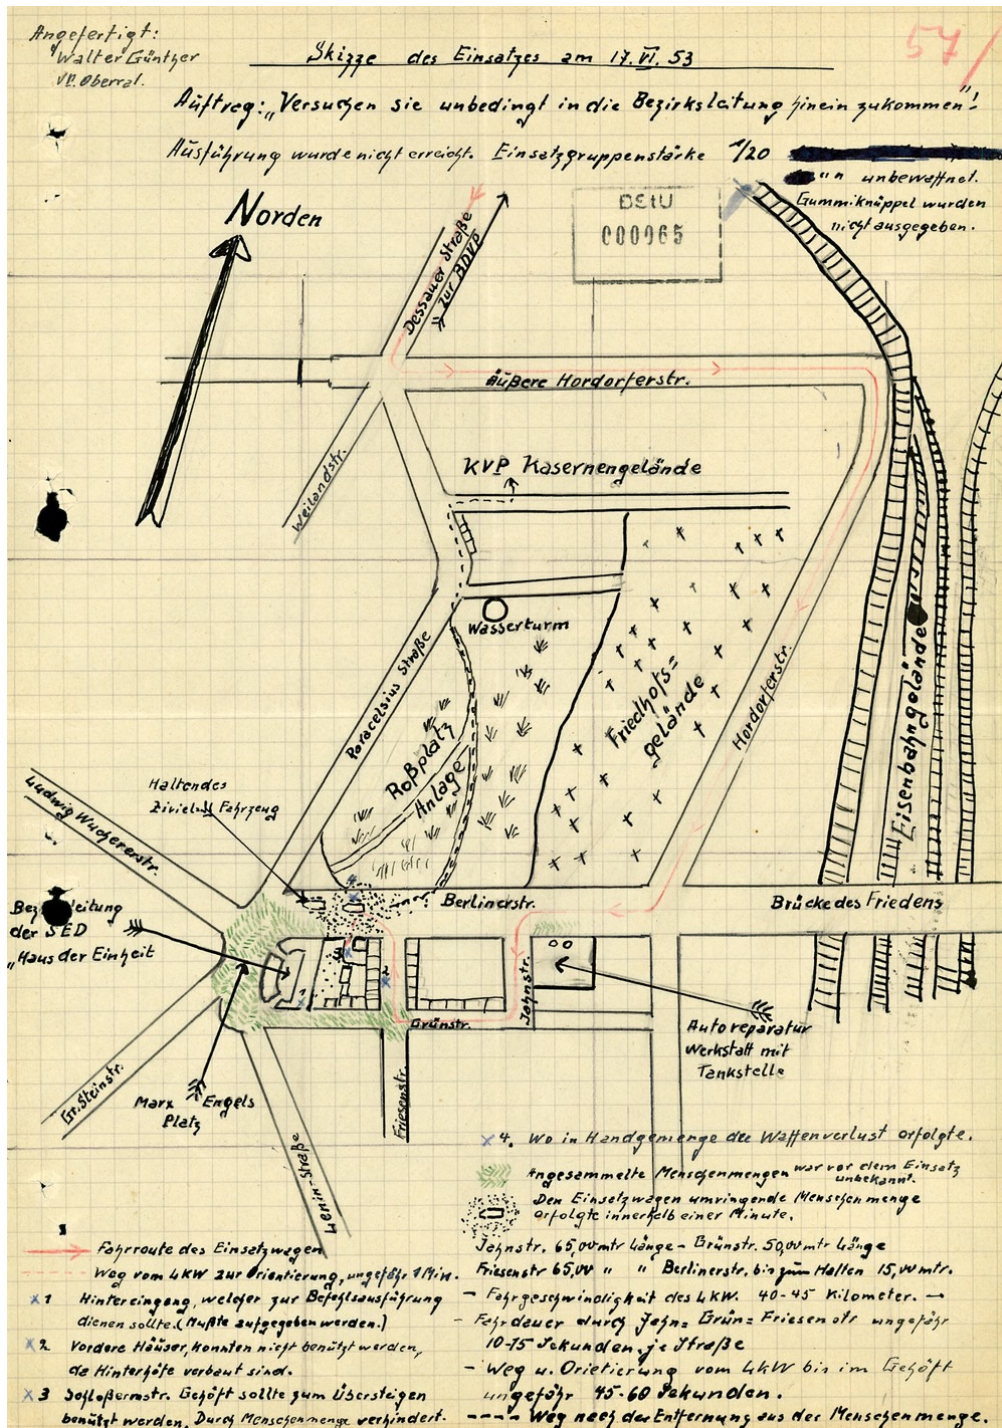 Angefertigt:
Walter Günther
VP. Oberrat.
57/
Skizze des Einsatzes am 17. VI. 53
Auftrag: „Versuchen sie unbedingt in die Bezirksleitung hinein zukommen“!
Ausführung wurde nicht erreicht. Einsatzgruppenstärke 1/20
"" unbewaffnet.
Gummiknüppel wurden
nicht ausgegeben.
BStU
000065
Norden
Dessauer Straße
Zur BDVP
äußere Hordorferstr.
Weilandstr.
KVP Kasernengelände
Wasserturm
Paracelsius Straße
Roßplatz
Anlage
Friedhofs=
gelände
Hordorferstr.
Eisenbahngelände
Ludwig Wuchererstr.
Haltendes
Fahrzeug
Berlinerstr.
Brücke des Friedens
der SED
„Haus der Einheit
3
2
1
Jahnstr.
Grünstr.
Friesenstr.
Autoreparatur
Werkstatt mit
Tankstelle
Gr. Steinstr.
Marx Engels
Platz
Lenin-Straße
x 4. Wo in Handgemenge der Waffenverlust erfolgte.
Angesammelte Menschenmengen war vor dem Einsatz
unbekannt.
Den Einsatzwagen umringende Menschenmenge
erfolgte innerhalb einer Minute.
Fahrroute des Einsatzwagen
Weg vom LKW zur Orientierung, ungefähr 1 Min.
x 1 Hintereingang, welcher zur Befehlsausführung
dienen sollte. (Mußte aufgegeben werden.)
x 2 Vordere Häuser, konnten nicht benützt werden,
da Hinterhöfe verbaut sind.
x 3 Schloßermstr. Gehöft sollte zum Übersteigen
benützt werden. Durch Menschenmenge verhindert.
Jahnstr. 65,00 mtr Länge - Grünstr. 50,00 mtr Länge
Friesenstr 65,00 " " Berlinerstr. bis zum Halten 15,00 mtr.
- Fahrgeschwindigkeit des LKW. 40-45 Kilometer. -
- Fahrdauer durch Jahn= Grün= Friesenstr ungefähr
10-15 Sekunden, je Straße
- Weg u. Orietierung vom LKW bis im Gehöft
ungefähr 45-60 Sekunden.
---- Weg nach der Entfernung aus der Menschenmenge.